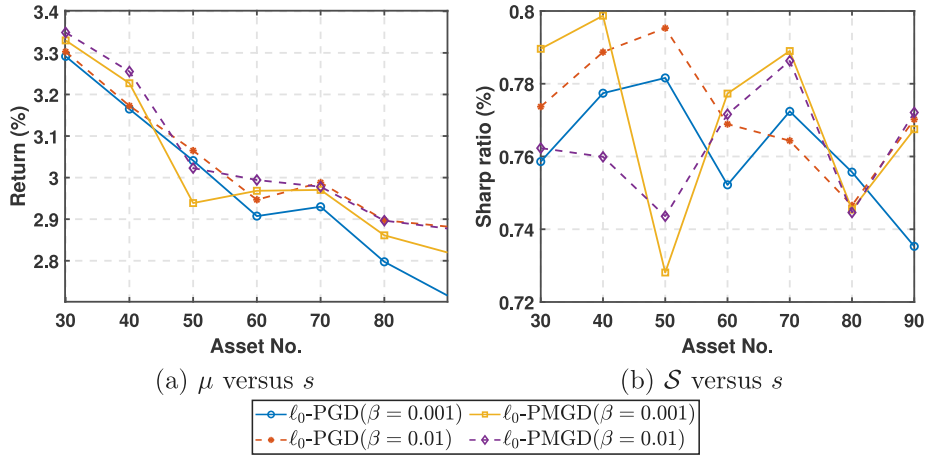 3.4
3.3
3.2
3.1
3
2.9
2.8
Return (%)
30 40 50 60 70 80
Asset No.
(a) μ versus s
0.8
0.78
0.76
0.74
0.72
Sharp ratio (%)
30 40 50 60 70 80 90
Asset No.
(b) 𝒮 versus s
ℓ₀-PGD(β = 0.001) ℓ₀-PMGD(β = 0.001)
ℓ₀-PGD(β = 0.01) ℓ₀-PMGD(β = 0.01)